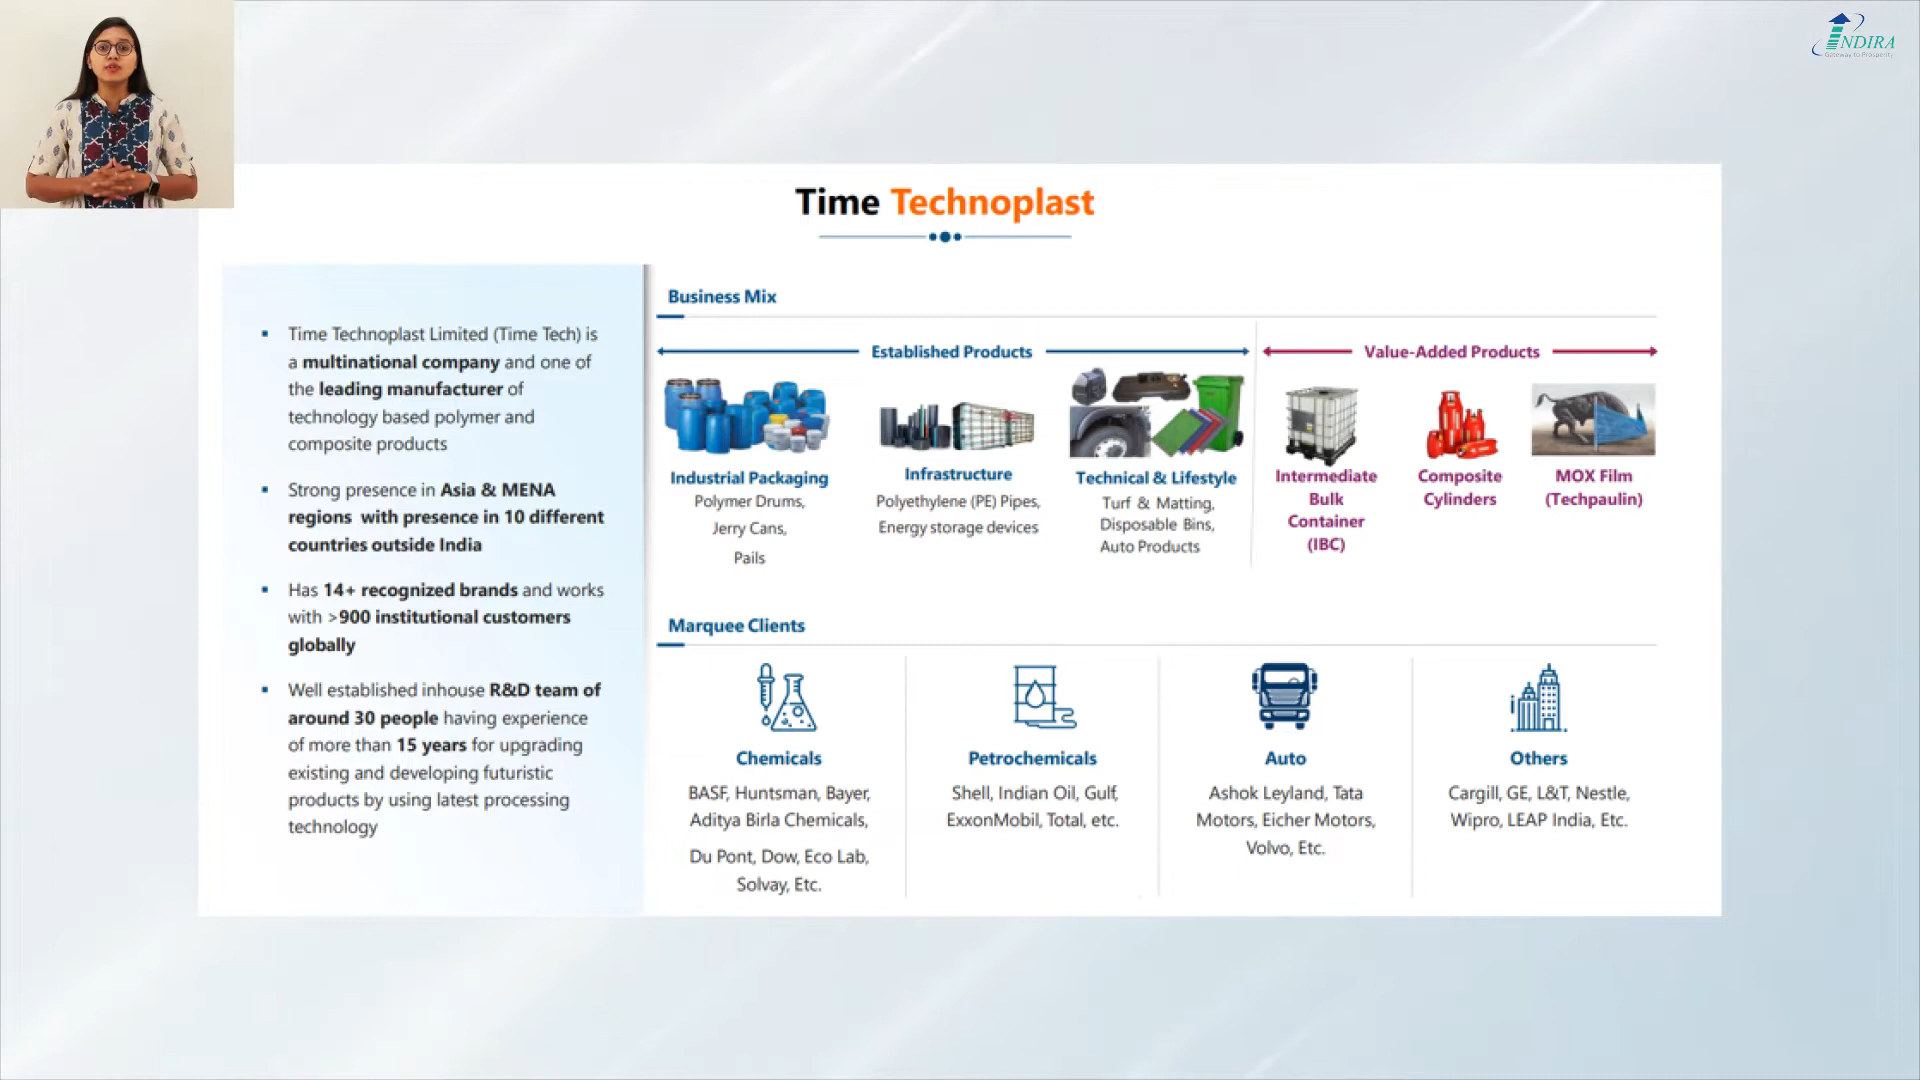 INDIRA
Gateway to Prosperity
Time Technoplast
▪ Time Technoplast Limited (Time Tech) is
a multinational company and one of
the leading manufacturer of
technology based polymer and
composite products
▪ Strong presence in Asia & MENA
regions with presence in 10 different
countries outside India
▪ Has 14+ recognized brands and works
with >900 institutional customers
globally
▪ Well established inhouse R&D team of
around 30 people having experience
of more than 15 years for upgrading
existing and developing futuristic
products by using latest processing
technology
Business Mix
Established Products
Industrial Packaging
Polymer Drums,
Jerry Cans,
Pails
Infrastructure
Polyethylene (PE) Pipes,
Energy storage devices
Technical & Lifestyle
Turf & Matting,
Disposable Bins,
Auto Products
Value-Added Products
Intermediate
Bulk
Container
(IBC)
Composite
Cylinders
MOX Film
(Techpaulin)
Marquee Clients
Chemicals
BASF, Huntsman, Bayer,
Aditya Birla Chemicals,
Du Pont, Dow, Eco Lab,
Solvay, Etc.
Petrochemicals
Shell, Indian Oil, Gulf,
ExxonMobil, Total, etc.
Auto
Ashok Leyland, Tata
Motors, Eicher Motors,
Volvo, Etc.
Others
Cargill, GE, L&T, Nestle,
Wipro, LEAP India, Etc.